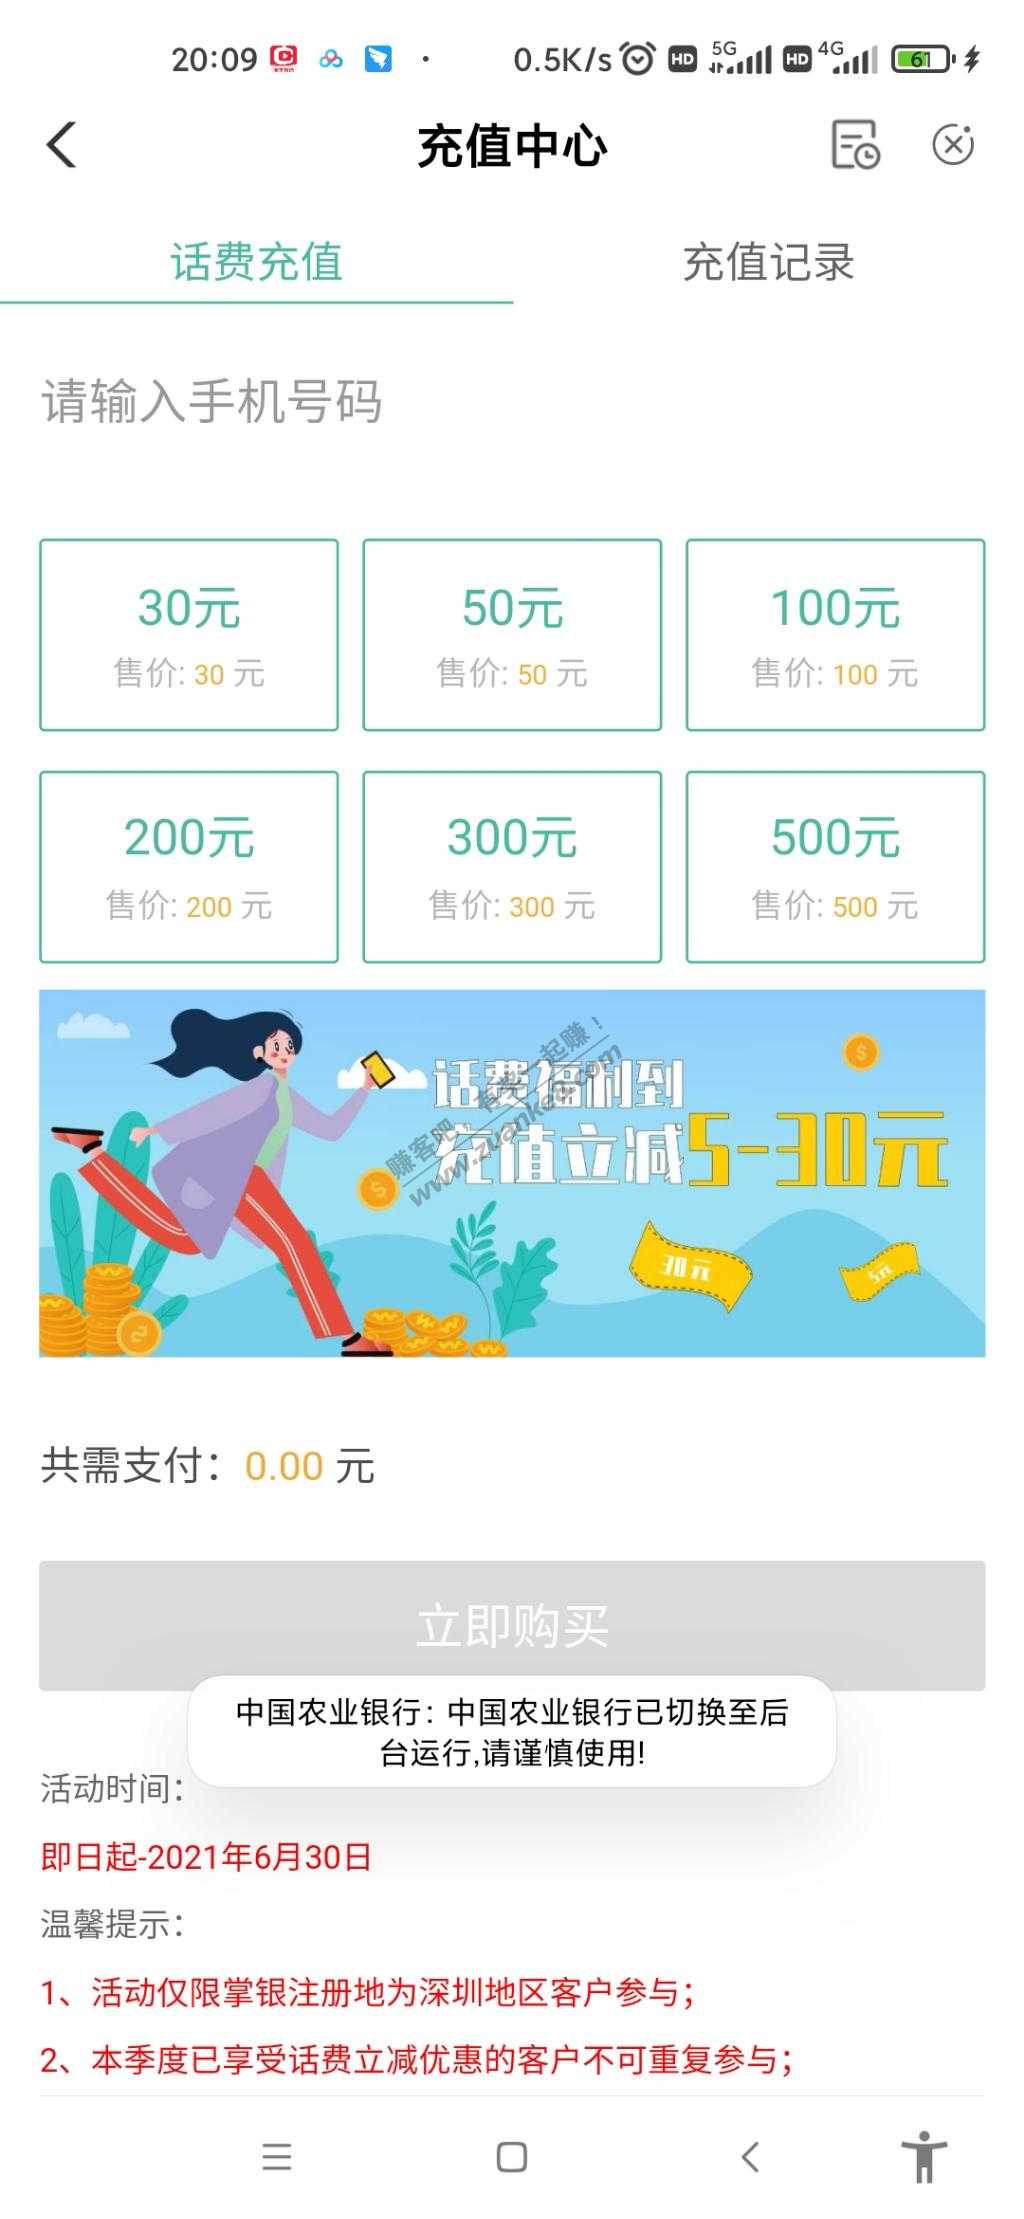 20:09
0.5K/s HD 5G HD 4G 61
充值中心
话费充值
充值记录
请输入手机号码
30元
售价: 30 元
50元
售价: 50 元
100元
售价: 100 元
200元
售价: 200 元
300元
售价: 300 元
500元
售价: 500 元
话费福利到
充值立减5-30元
30元
5元
赚客吧,有奖一起赚!
www.zuanke8.com
共需支付：0.00 元
立即购买
中国农业银行: 中国农业银行已切换至后
台运行,请谨慎使用!
活动时间：
即日起-2021年6月30日
温馨提示：
1、活动仅限掌银注册地为深圳地区客户参与；
2、本季度已享受话费立减优惠的客户不可重复参与；